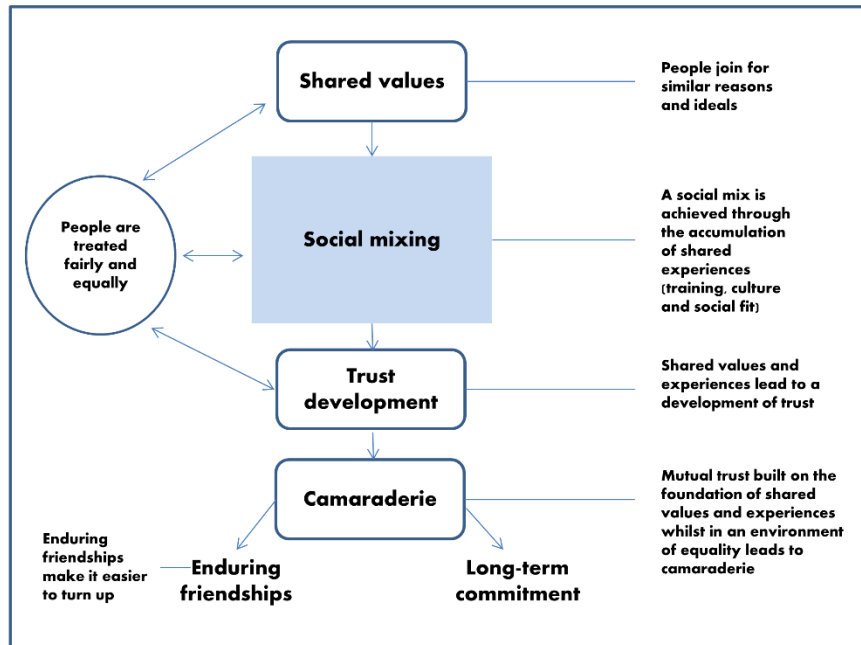 Shared values
People join for
similar reasons
and ideals
People are
treated
fairly and
equally
Social mixing
A social mix is
achieved through
the accumulation
of shared
experiences
(training, culture
and social fit)
Trust
development
Shared values and
experiences lead to a
development of trust
Camaraderie
Mutual trust built on the
foundation of shared
values and experiences
whilst in an environment
of equality leads to
camaraderie
Enduring
friendships
make it easier
to turn up
Enduring
friendships
Long-term
commitment